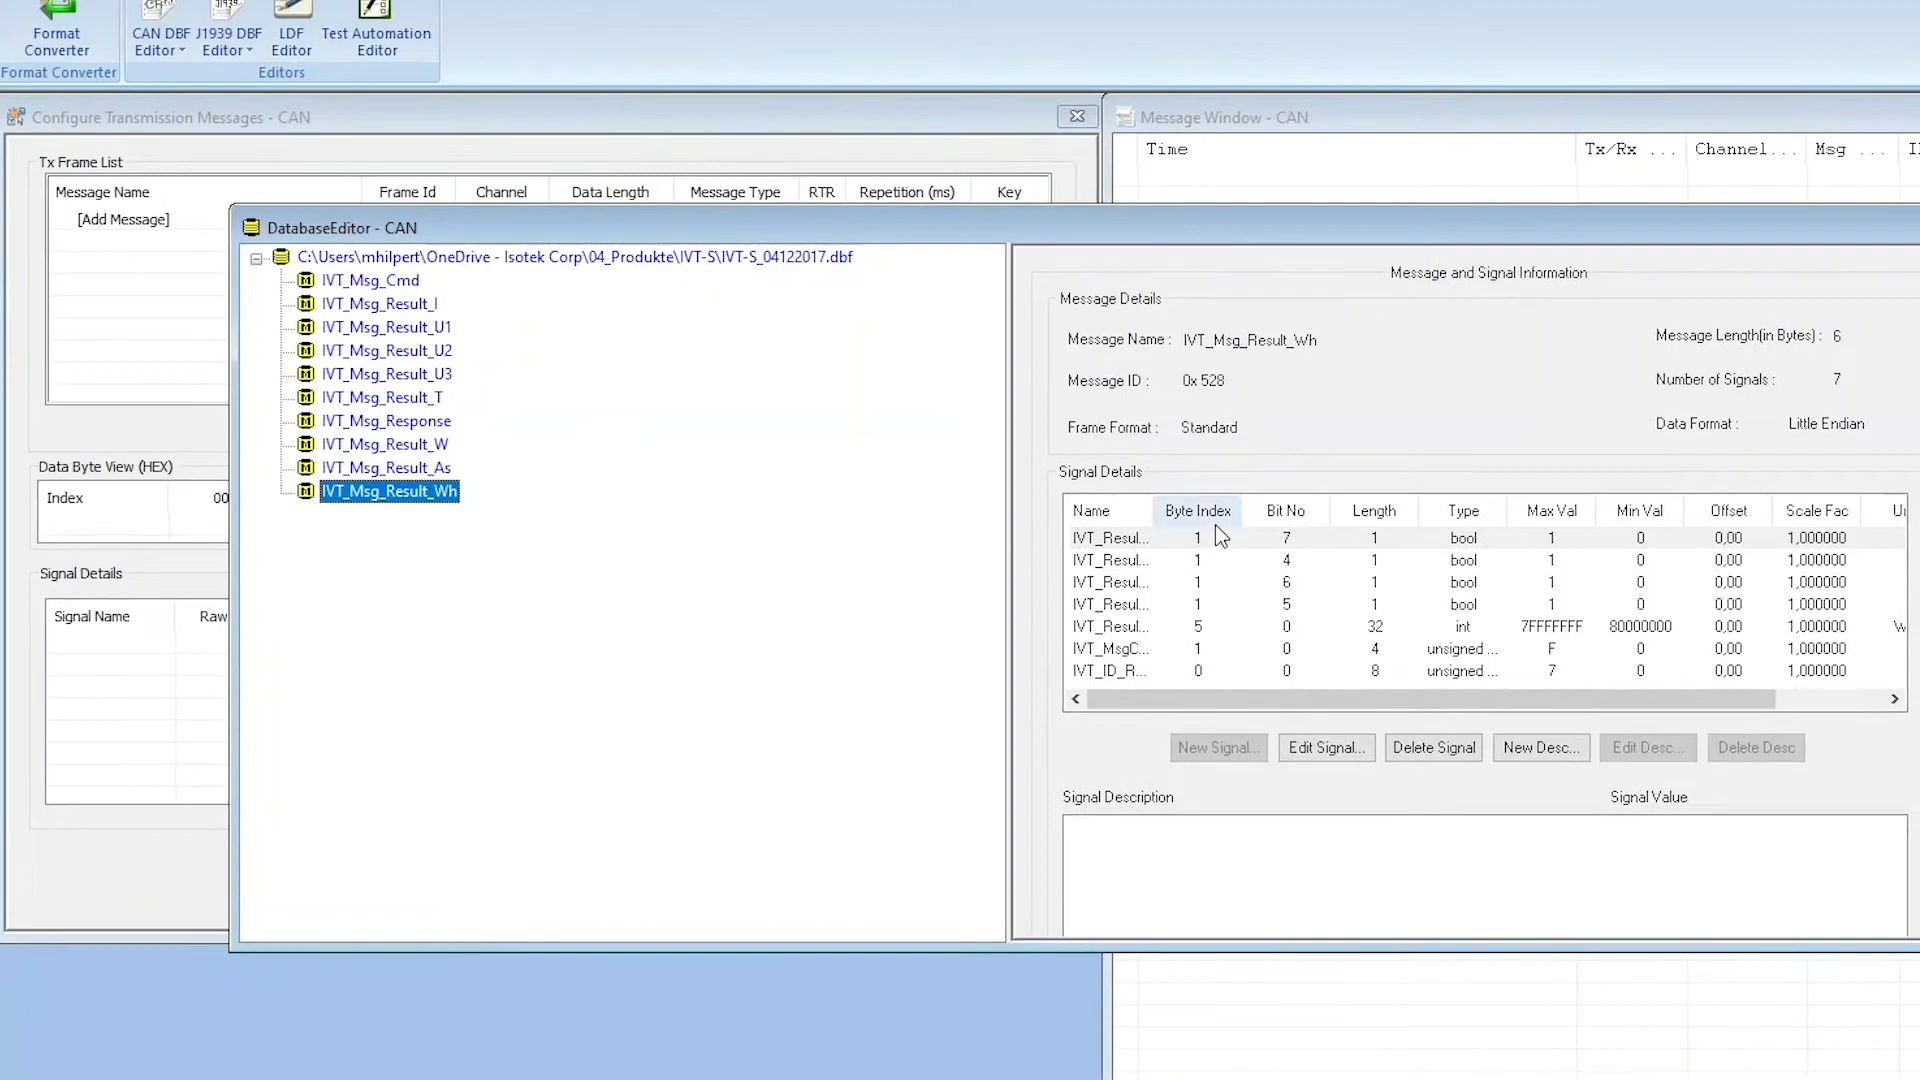 Format
Converter
CAN DBF
Editor
J1939 DBF
Editor
LDF
Editor
Test Automation
Editor
Format Converter
Editors
Configure Transmission Messages - CAN
Tx Frame List
Message Name Frame Id Channel Data Length Message Type RTR Repetition (ms) Key
[Add Message]
Data Byte View (HEX)
Index 00
Signal Details
Signal Name Raw
Message Window - CAN
Time Tx/Rx ... Channel... Msg ...
DatabaseEditor - CAN
C:\Users\mhilpert\OneDrive - Isotek Corp\04_Produkte\IVT-S\IVT-S_04122017.dbf
IVT_Msg_Cmd
IVT_Msg_Result_I
IVT_Msg_Result_U1
IVT_Msg_Result_U2
IVT_Msg_Result_U3
IVT_Msg_Result_T
IVT_Msg_Response
IVT_Msg_Result_W
IVT_Msg_Result_As
IVT_Msg_Result_Wh
Message and Signal Information
Message Details
Message Name : IVT_Msg_Result_Wh Message Length(in Bytes) : 6
Message ID : 0x 528 Number of Signals : 7
Frame Format : Standard Data Format : Little Endian
Signal Details
Name Byte Index Bit No Length Type Max Val Min Val Offset Scale Fac
IVT_Resul... 1 7 1 bool 1 0 0,00 1,000000
IVT_Resul... 1 4 1 bool 1 0 0,00 1,000000
IVT_Resul... 1 6 1 bool 1 0 0,00 1,000000
IVT_Resul... 1 5 1 bool 1 0 0,00 1,000000
IVT_Resul... 5 0 32 int 7FFFFFFF 80000000 0,00 1,000000
IVT_MsgC... 1 0 4 unsigned ... F 0 0,00 1,000000
IVT_ID_R... 0 0 8 unsigned ... 7 0 0,00 1,000000
New Signal... Edit Signal... Delete Signal New Desc... Edit Desc... Delete Desc
Signal Description Signal Value